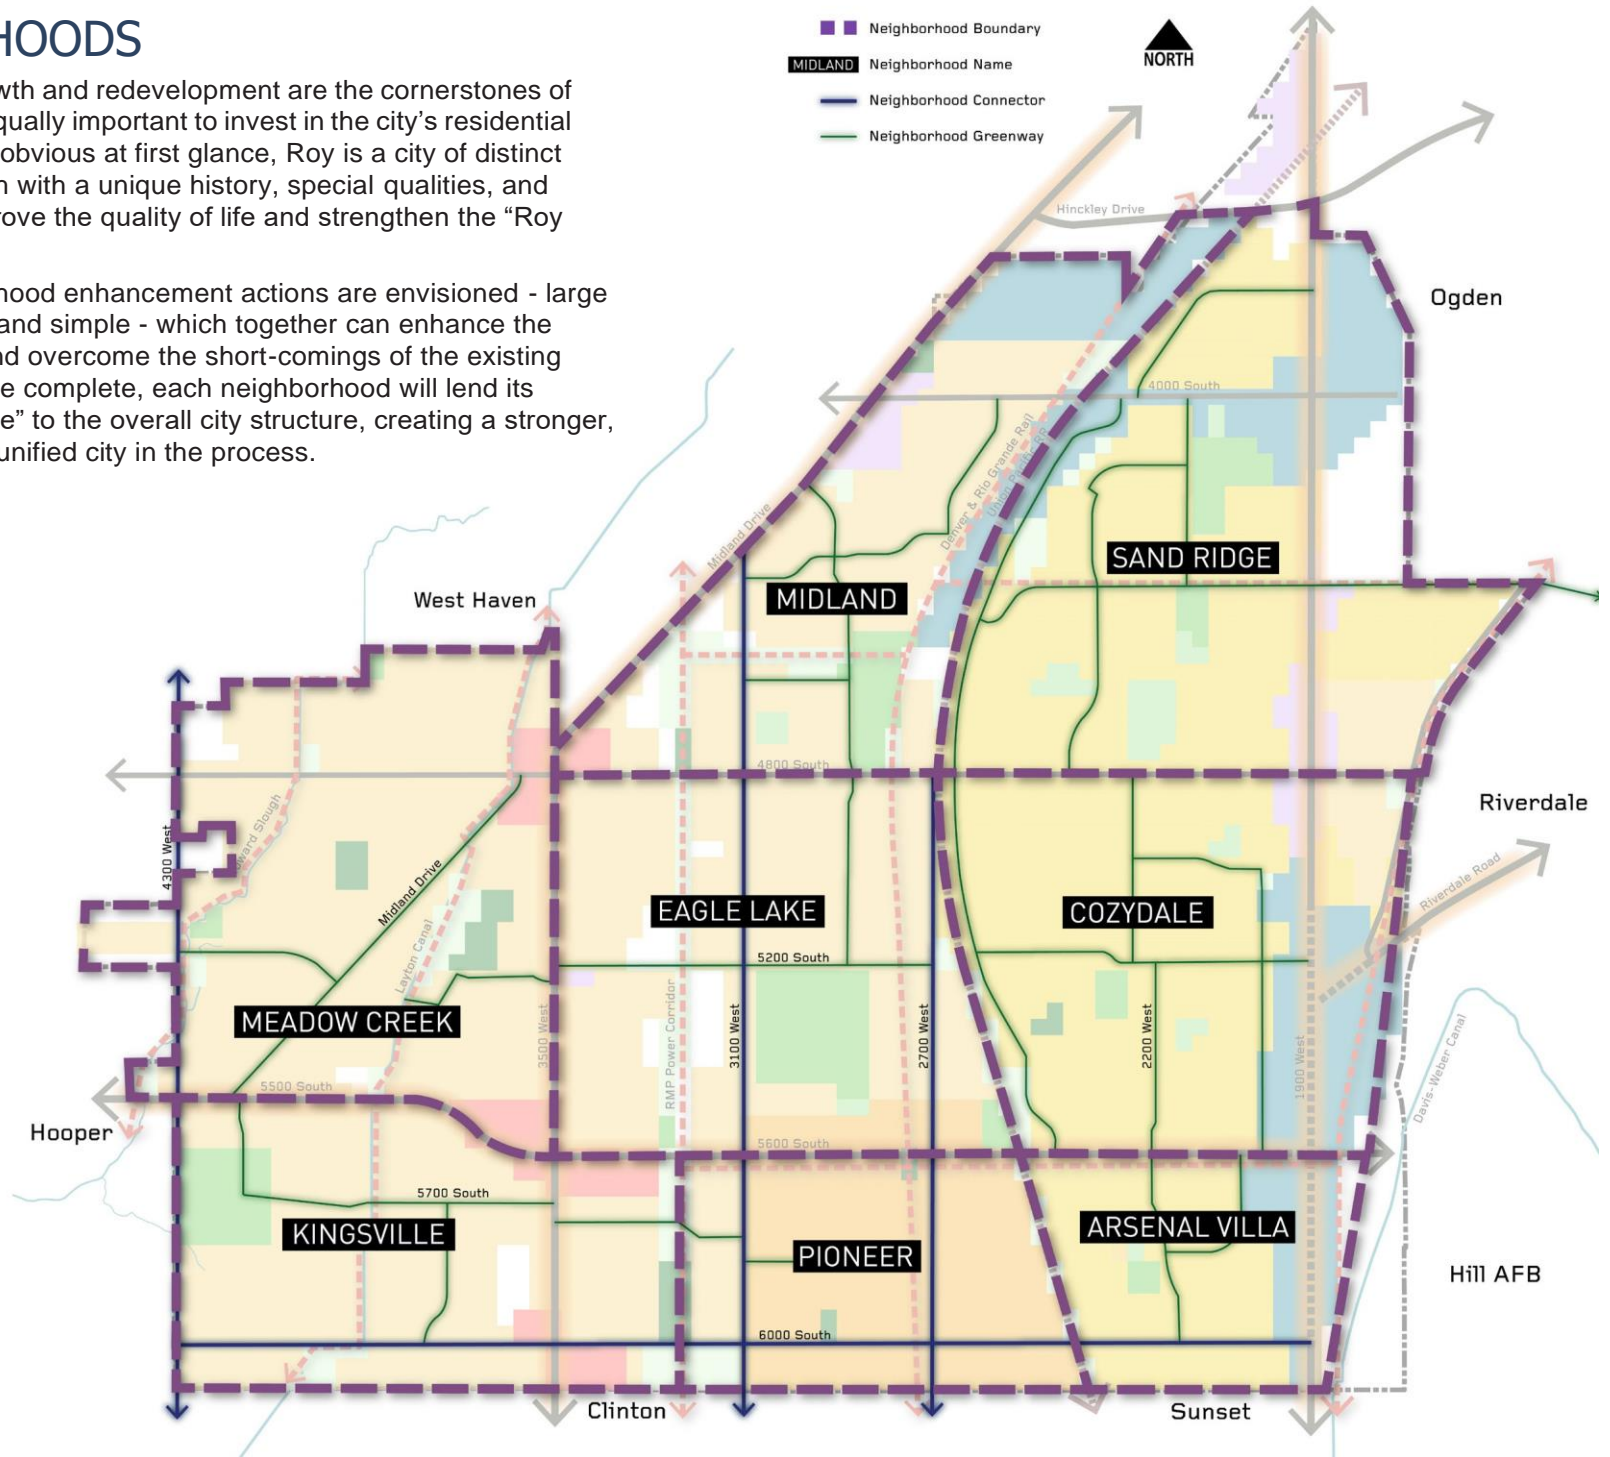 HOODS
wth and redevelopment are the cornerstones of
qually important to invest in the city's residential
obvious at first glance, Roy is a city of distinct
n with a unique history, special qualities, and
rove the quality of life and strengthen the “Roy
hood enhancement actions are envisioned - large
and simple - which together can enhance the
nd overcome the short-comings of the existing
e complete, each neighborhood will lend its
e” to the overall city structure, creating a stronger,
unified city in the process.
Neighborhood Boundary
MIDLAND Neighborhood Name
Neighborhood Connector
Neighborhood Greenway
NORTH
Hinckley Drive
Ogden
4000 South
Denver & Rio Grande Rail
Union Pacific RR
Midland Drive
SAND RIDGE
MIDLAND
West Haven
4800 South
Riverdale
Riverdale Road
4300 West
Howard Slough
Midland Drive
Layton Canal
EAGLE LAKE
COZYDALE
5200 South
MEADOW CREEK
3500 West
RMP Power Corridor
3100 West
2700 West
2200 West
1900 West
Davis-Weber Canal
5500 South
Hooper
5600 South
5700 South
KINGSVILLE
PIONEER
ARSENAL VILLA
Hill AFB
6000 South
Clinton
Sunset